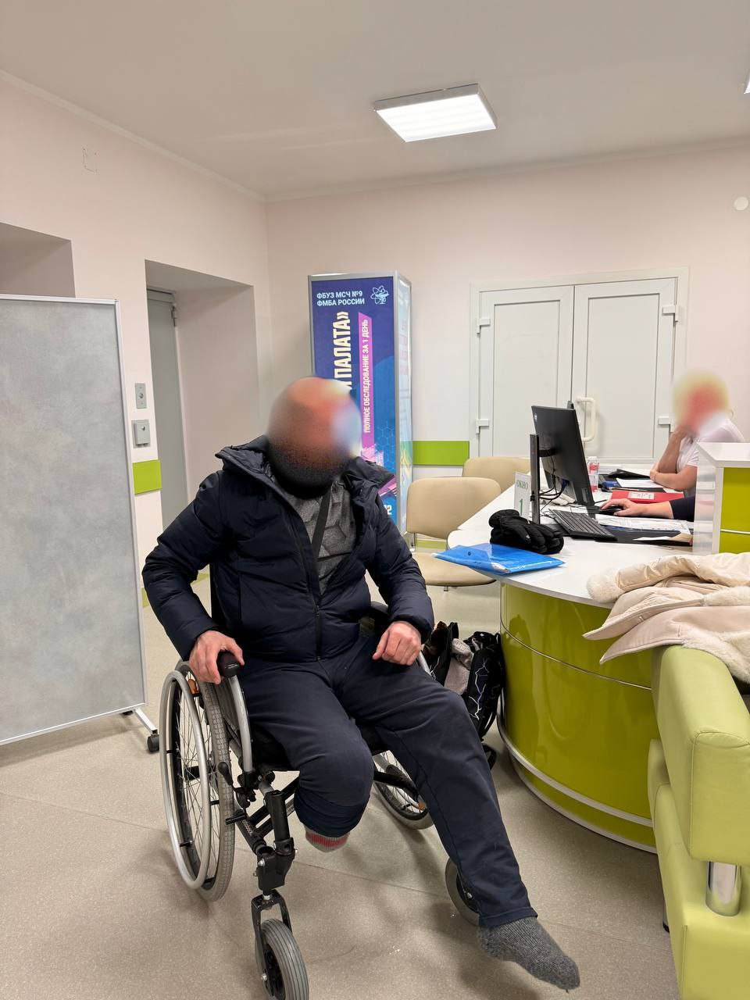 ФБУЗ МСЧ №9
ФМБА РОССИИ
ПАЛАТА»
ПОЛНОЕ ОБСЛЕДОВАНИЕ ЗА 1 ДЕНЬ
ОКНО
1